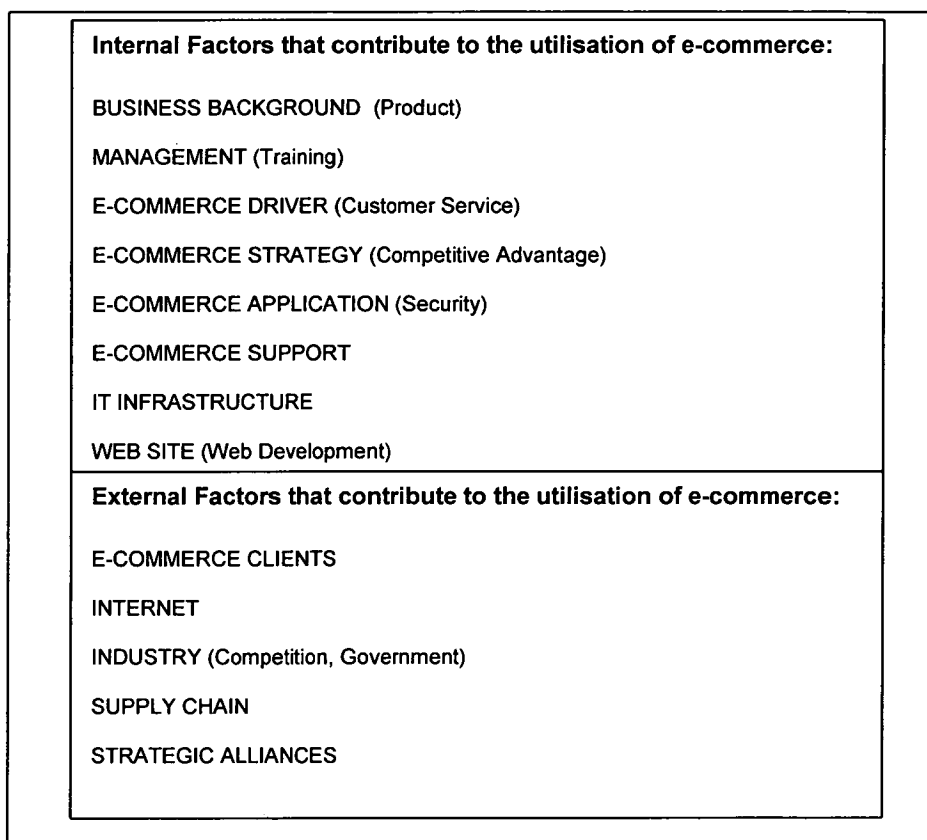 Internal Factors that contribute to the utilisation of e-commerce:
BUSINESS BACKGROUND (Product)
MANAGEMENT (Training)
E-COMMERCE DRIVER (Customer Service)
E-COMMERCE STRATEGY (Competitive Advantage)
E-COMMERCE APPLICATION (Security)
E-COMMERCE SUPPORT
IT INFRASTRUCTURE
WEB SITE (Web Development)
External Factors that contribute to the utilisation of e-commerce:
E-COMMERCE CLIENTS
INTERNET
INDUSTRY (Competition, Government)
SUPPLY CHAIN
STRATEGIC ALLIANCES